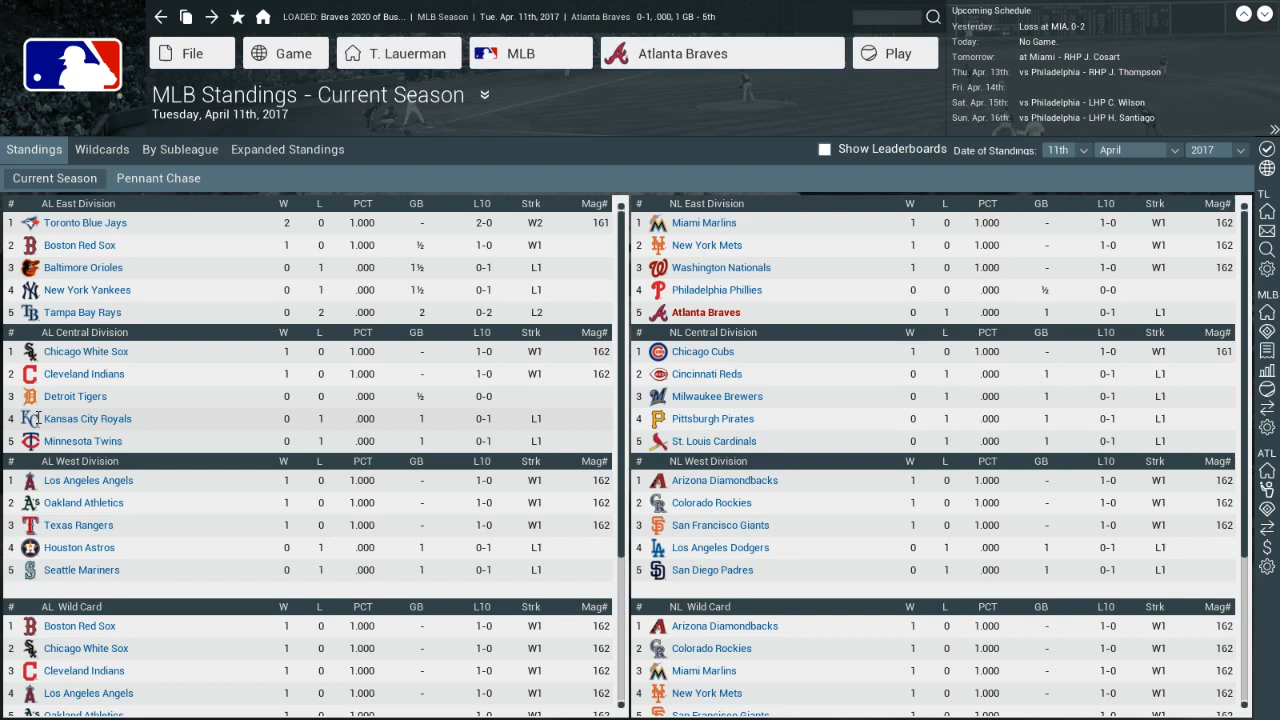 LOADED: Braves 2020 of Bus... | MLB Season | Tue. Apr. 11th, 2017 | Atlanta Braves 0-1, .000, 1 GB - 5th
File Game T. Lauerman MLB Atlanta Braves Play
MLB Standings - Current Season
Tuesday, April 11th, 2017
Upcoming Schedule
Yesterday: Loss at MIA, 0-2
Today: No Game.
Tomorrow: at Miami - RHP J. Cosart
Thu. Apr. 13th: vs Philadelphia - RHP J. Thompson
Fri. Apr. 14th:
Sat. Apr. 15th: vs Philadelphia - LHP C. Wilson
Sun. Apr. 16th: vs Philadelphia - LHP H. Santiago
Standings Wildcards By Subleague Expanded Standings Show Leaderboards Date of Standings: 11th April 2017
Current Season Pennant Chase
# AL East Division W L PCT GB L10 Strk Mag#
1 Toronto Blue Jays 2 0 1.000 - 2-0 W2 161
2 Boston Red Sox 1 0 1.000 ½ 1-0 W1
3 Baltimore Orioles 0 1 .000 1½ 0-1 L1
4 New York Yankees 0 1 .000 1½ 0-1 L1
5 Tampa Bay Rays 0 2 .000 2 0-2 L2
# AL Central Division W L PCT GB L10 Strk Mag#
1 Chicago White Sox 1 0 1.000 - 1-0 W1 162
2 Cleveland Indians 1 0 1.000 - 1-0 W1 162
3 Detroit Tigers 0 0 .000 ½ 0-0
4 Kansas City Royals 0 1 .000 1 0-1 L1
5 Minnesota Twins 0 1 .000 1 0-1 L1
# AL West Division W L PCT GB L10 Strk Mag#
1 Los Angeles Angels 1 0 1.000 - 1-0 W1 162
2 Oakland Athletics 1 0 1.000 - 1-0 W1 162
3 Texas Rangers 1 0 1.000 - 1-0 W1 162
4 Houston Astros 0 1 .000 1 0-1 L1
5 Seattle Mariners 0 1 .000 1 0-1 L1
# AL Wild Card W L PCT GB L10 Strk Mag#
1 Boston Red Sox 1 0 1.000 - 1-0 W1 162
2 Chicago White Sox 1 0 1.000 - 1-0 W1 162
3 Cleveland Indians 1 0 1.000 - 1-0 W1 162
4 Los Angeles Angels 1 0 1.000 - 1-0 W1 162
5 Oakland Athletics 1 0 1.000 - 1-0 W1 162
# NL East Division W L PCT GB L10 Strk Mag#
1 Miami Marlins 1 0 1.000 - 1-0 W1 162
2 New York Mets 1 0 1.000 - 1-0 W1 162
3 Washington Nationals 1 0 1.000 - 1-0 W1 162
4 Philadelphia Phillies 0 0 .000 ½ 0-0
5 Atlanta Braves 0 1 .000 1 0-1 L1
# NL Central Division W L PCT GB L10 Strk Mag#
1 Chicago Cubs 1 0 1.000 - 1-0 W1 161
2 Cincinnati Reds 0 1 .000 1 0-1 L1
3 Milwaukee Brewers 0 1 .000 1 0-1 L1
4 Pittsburgh Pirates 0 1 .000 1 0-1 L1
5 St. Louis Cardinals 0 1 .000 1 0-1 L1
# NL West Division W L PCT GB L10 Strk Mag#
1 Arizona Diamondbacks 1 0 1.000 - 1-0 W1 162
2 Colorado Rockies 1 0 1.000 - 1-0 W1 162
3 San Francisco Giants 1 0 1.000 - 1-0 W1 162
4 Los Angeles Dodgers 0 1 .000 1 0-1 L1
5 San Diego Padres 0 1 .000 1 0-1 L1
# NL Wild Card W L PCT GB L10 Strk Mag#
1 Arizona Diamondbacks 1 0 1.000 - 1-0 W1 162
2 Colorado Rockies 1 0 1.000 - 1-0 W1 162
3 Miami Marlins 1 0 1.000 - 1-0 W1 162
4 New York Mets 1 0 1.000 - 1-0 W1 162
5 San Francisco Giants 1 0 1.000 - 1-0 W1 162
TL
MLB
ATL